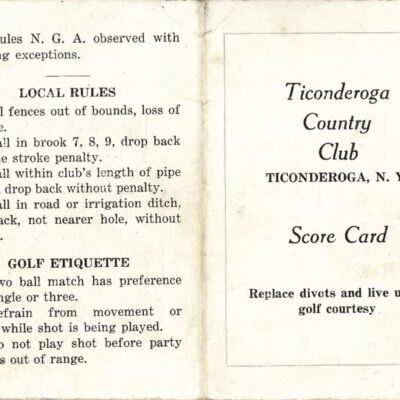 ules N. G. A. observed with
ng exceptions.
LOCAL RULES
l fences out of bounds, loss of
e.
all in brook 7, 8, 9, drop back
e stroke penalty.
all within club's length of pipe
, drop back without penalty.
all in road or irrigation ditch,
ack, not nearer hole, without
.
GOLF ETIQUETTE
wo ball match has preference
ngle or three.
efrain from movement or
while shot is being played.
o not play shot before party
s out of range.
Ticonderoga
Country
Club
TICONDEROGA, N. Y
Score Card
Replace divots and live u
golf courtesy